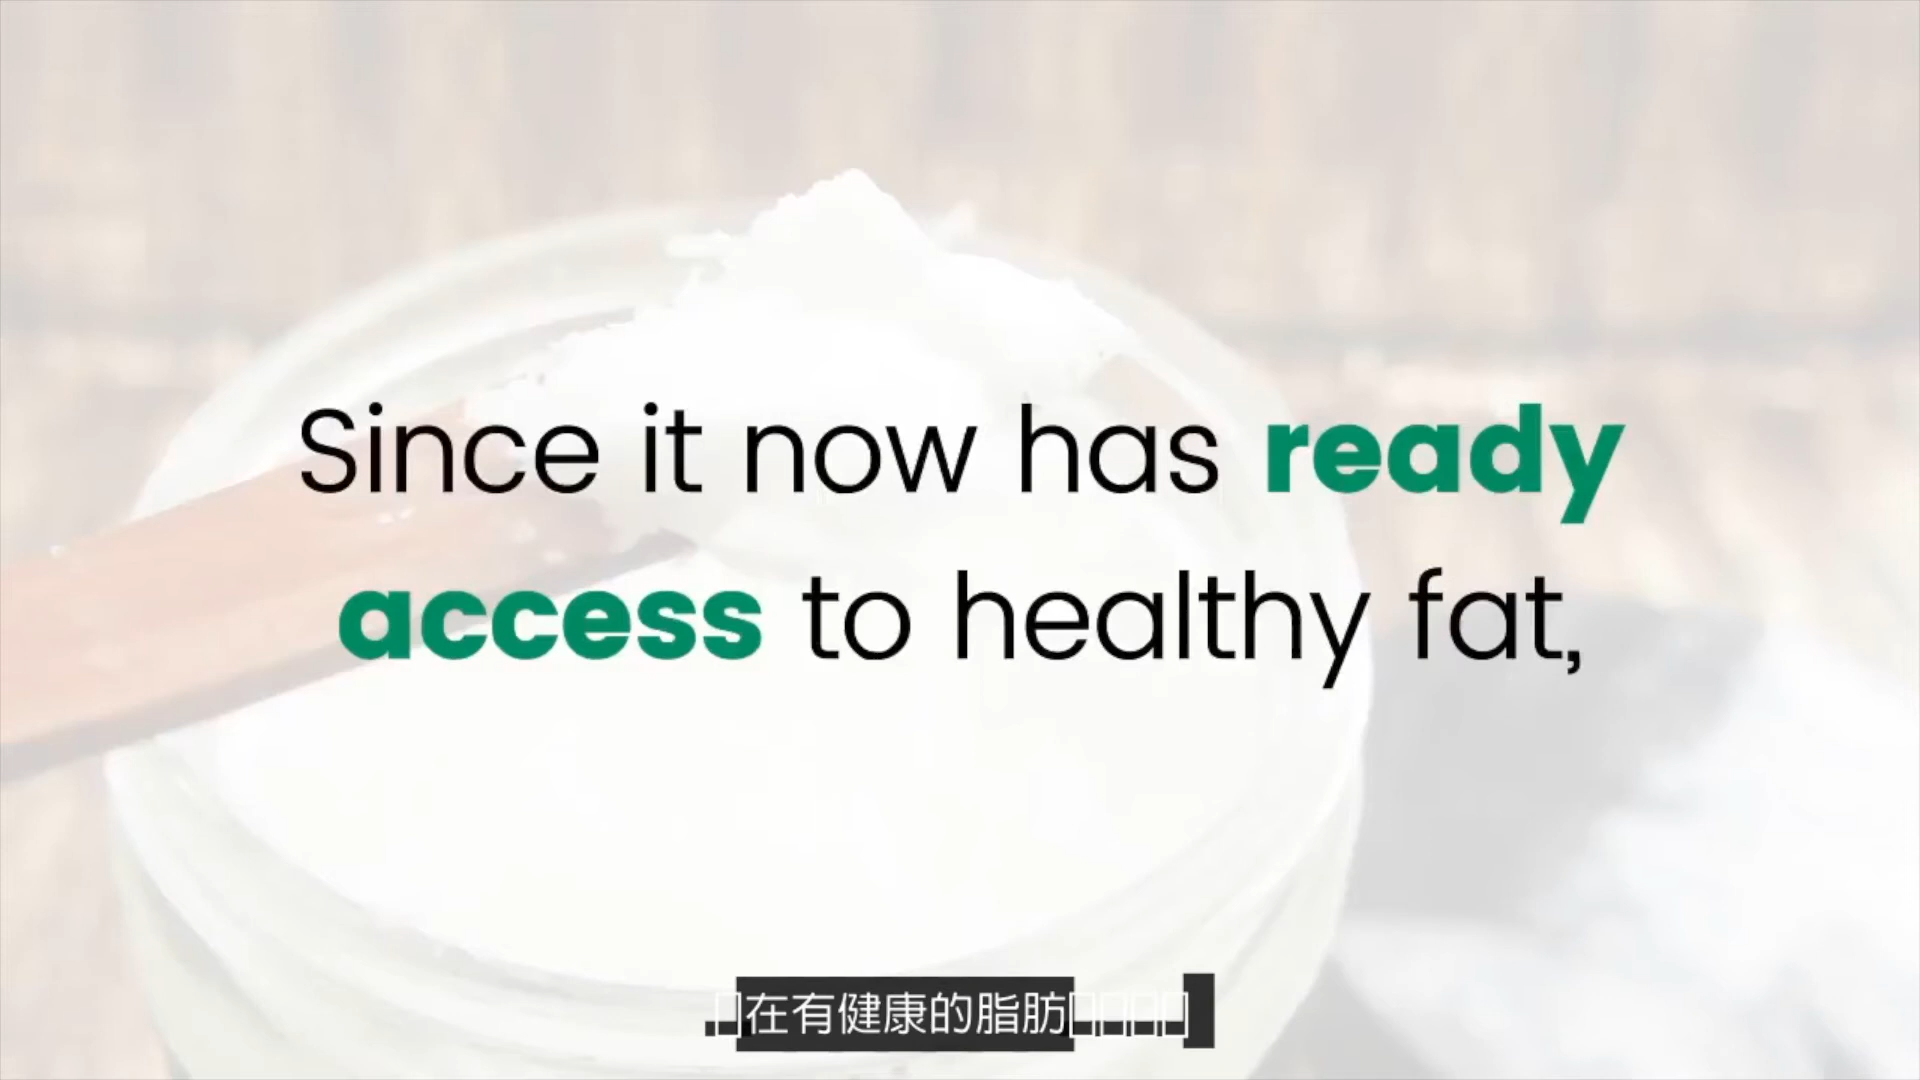 Since it now has ready
access to healthy fat,
在有健康的脂肪